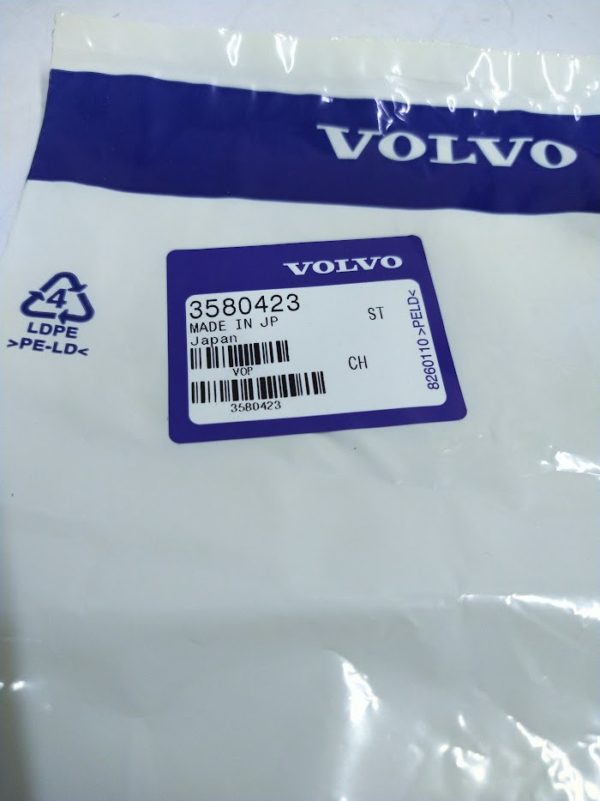 VOLVO
VOLVO
3580423
ST
MADE IN JP
Japan
VOP
CH
3580423
8260110 >PELD<
4
LDPE
>PE-LD<